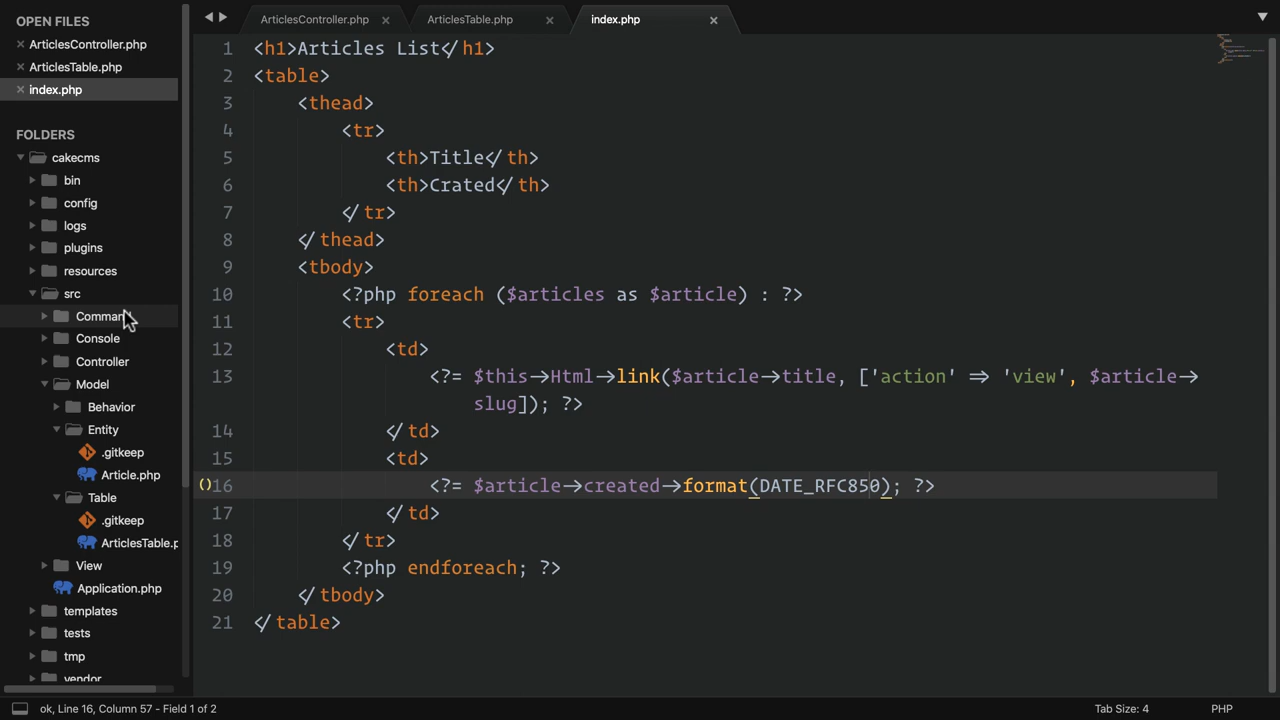 OPEN FILES
ArticlesController.php
ArticlesTable.php
index.php
FOLDERS
cakecms
bin
config
logs
plugins
resources
src
Command
Console
Controller
Model
Behavior
Entity
.gitkeep
Article.php
Table
.gitkeep
ArticlesTable.p
View
Application.php
templates
tests
tmp
vendor
ArticlesController.php
ArticlesTable.php
index.php
1 <h1>Articles List</h1>
2 <table>
3 <thead>
4 <tr>
5 <th>Title</th>
6 <th>Crated</th>
7 </tr>
8 </thead>
9 <tbody>
10 <?php foreach ($articles as $article) : ?>
11 <tr>
12 <td>
13 <?= $this->Html->link($article->title, ['action' => 'view', $article->
slug]); ?>
14 </td>
15 <td>
16 <?= $article->created->format(DATE_RFC850); ?>
17 </td>
18 </tr>
19 <?php endforeach; ?>
20 </tbody>
21 </table>
ok, Line 16, Column 57 - Field 1 of 2
Tab Size: 4
PHP